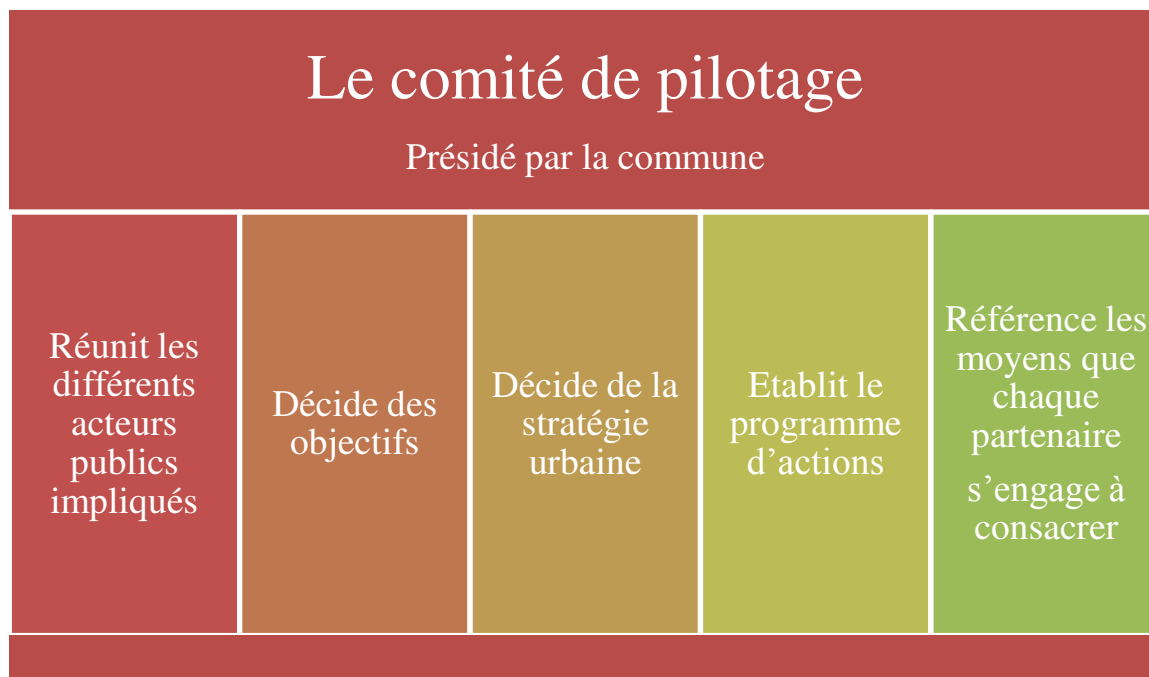 Le comité de pilotage
Présidé par la commune
Réunit les
différents
acteurs
publics
impliqués
Décide des
objectifs
Décide de la
stratégie
urbaine
Etablit le
programme
d’actions
Référence les
moyens que
chaque
partenaire
s’engage à
consacrer